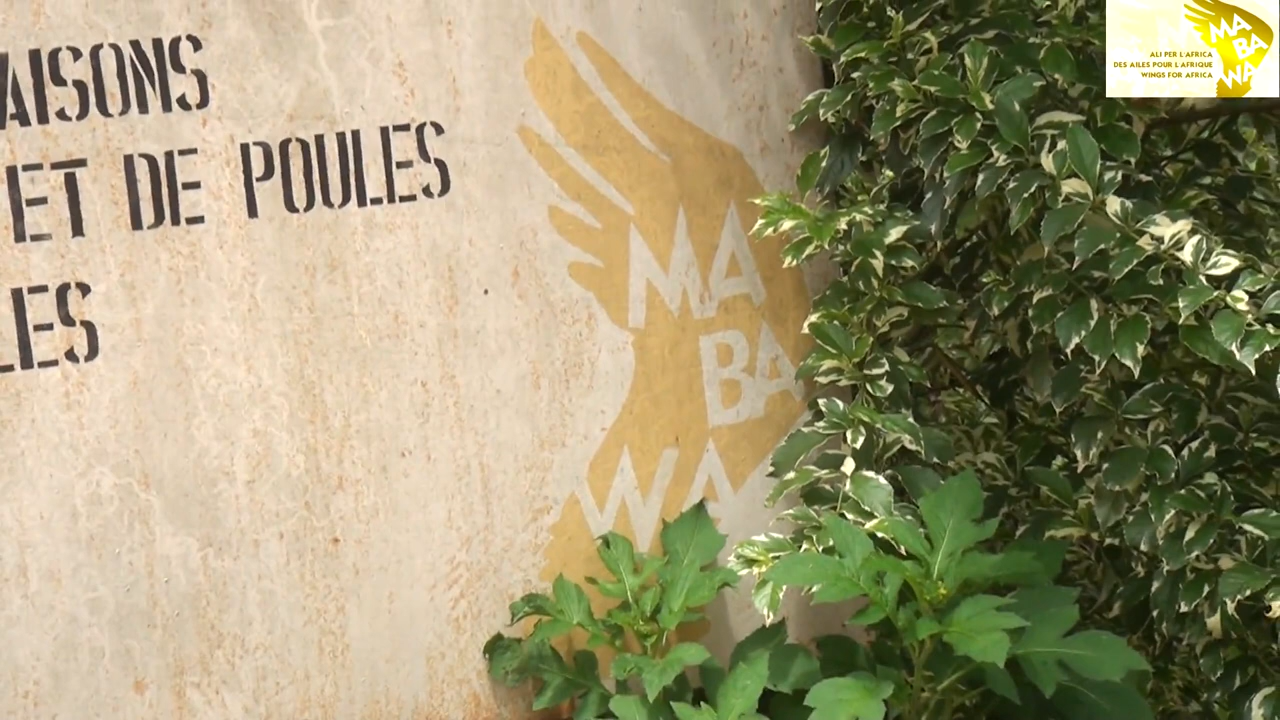 AISONS
ET DE POULES
LES
MA
BA
WA
MA
BA
WA
ALI PER L'AFRICA
DES AILES POUR L'AFRIQUE
WINGS FOR AFRICA